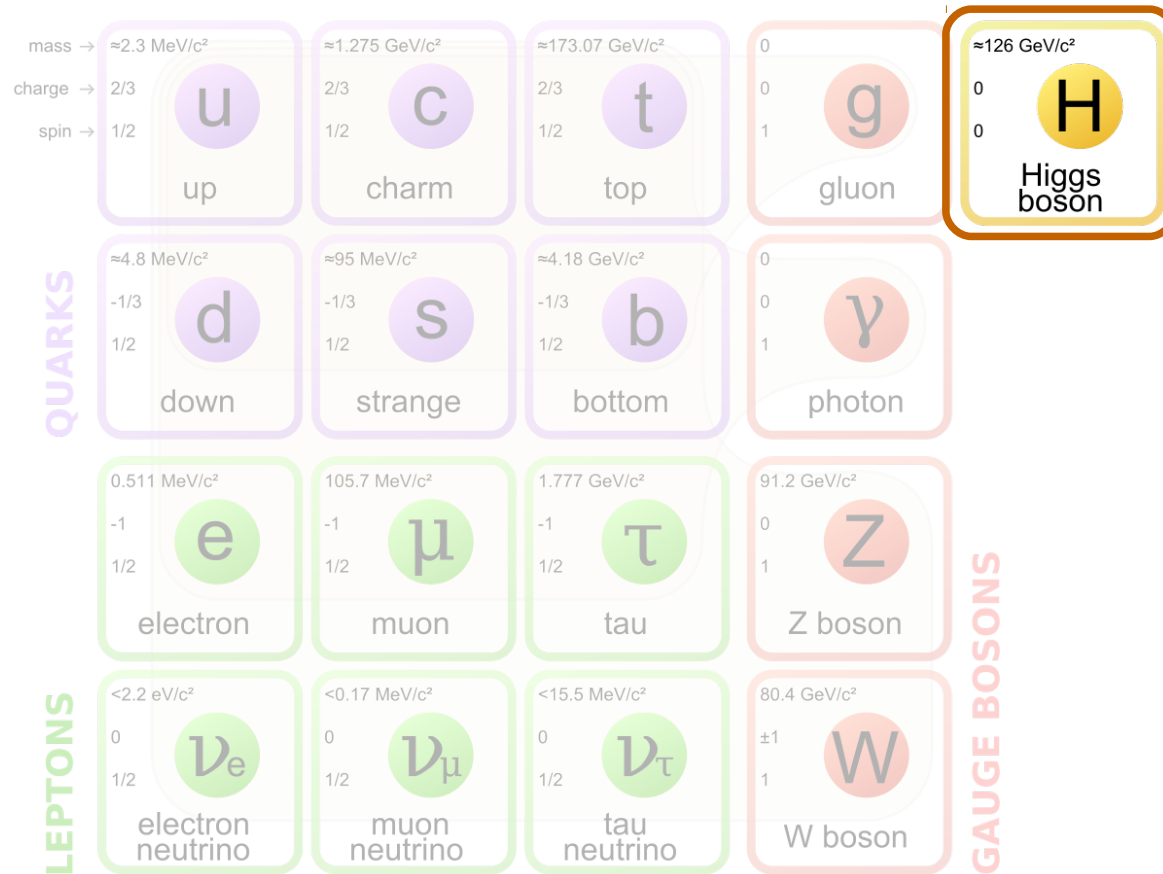 mass → ≈2.3 MeV/c² ≈1.275 GeV/c² ≈173.07 GeV/c² 0 ≈126 GeV/c²
charge → 2/3 2/3 2/3 0 0
spin → 1/2 1/2 1/2 1 0
u c t g H
up charm top gluon Higgs
boson
≈4.8 MeV/c² ≈95 MeV/c² ≈4.18 GeV/c² 0
-1/3 -1/3 -1/3 0
1/2 1/2 1/2 1
d s b γ
down strange bottom photon
QUARKS
0.511 MeV/c² 105.7 MeV/c² 1.777 GeV/c² 91.2 GeV/c²
-1 -1 -1 0
1/2 1/2 1/2 1
e μ τ Z
electron muon tau Z boson
<2.2 eV/c² <0.17 MeV/c² <15.5 MeV/c² 80.4 GeV/c²
0 0 0 ±1
1/2 1/2 1/2 1
νe νμ ντ W
electron muon tau W boson
neutrino neutrino neutrino
LEPTONS
GAUGE BOSONS